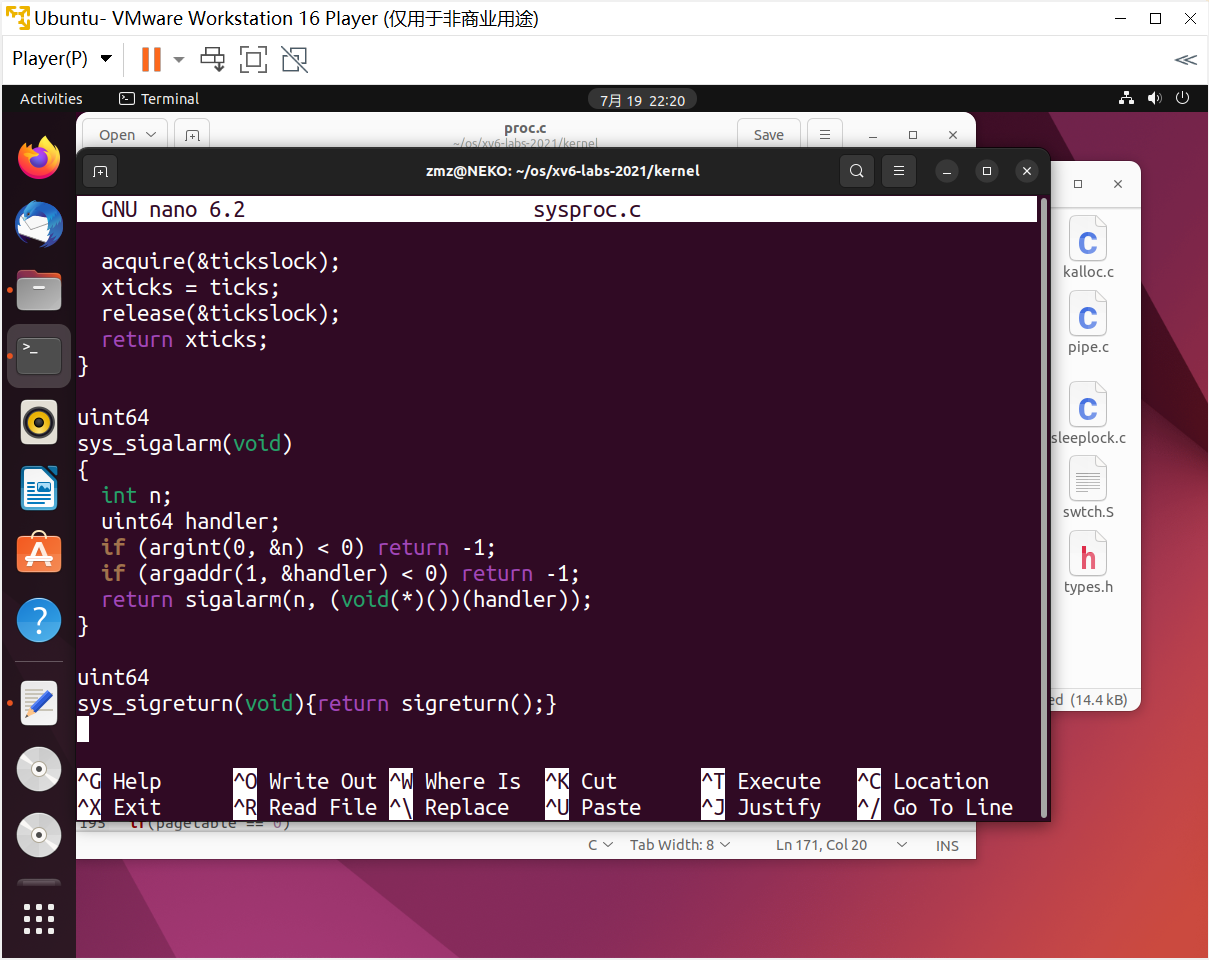 Ubuntu- VMware Workstation 16 Player (仅用于非商业用途)
Player(P)
Activities
Terminal
7月 19 22:20
Open
proc.c
~/os/xv6-labs-2021/kernel
Save
zmz@NEKO: ~/os/xv6-labs-2021/kernel
GNU nano 6.2
sysproc.c
acquire(&tickslock);
xticks = ticks;
release(&tickslock);
return xticks;
}
uint64
sys_sigalarm(void)
{
int n;
uint64 handler;
if (argint(0, &n) < 0) return -1;
if (argaddr(1, &handler) < 0) return -1;
return sigalarm(n, (void(*)())(handler));
}
uint64
sys_sigreturn(void){return sigreturn();}
^G Help ^O Write Out ^W Where Is ^K Cut ^T Execute ^C Location
^X Exit ^R Read File ^\ Replace ^U Paste ^J Justify ^/ Go To Line
kalloc.c
pipe.c
sleeplock.c
swtch.S
types.h
ed (14.4 kB)
193 if(pagetable == 0)
C
Tab Width: 8
Ln 171, Col 20
INS